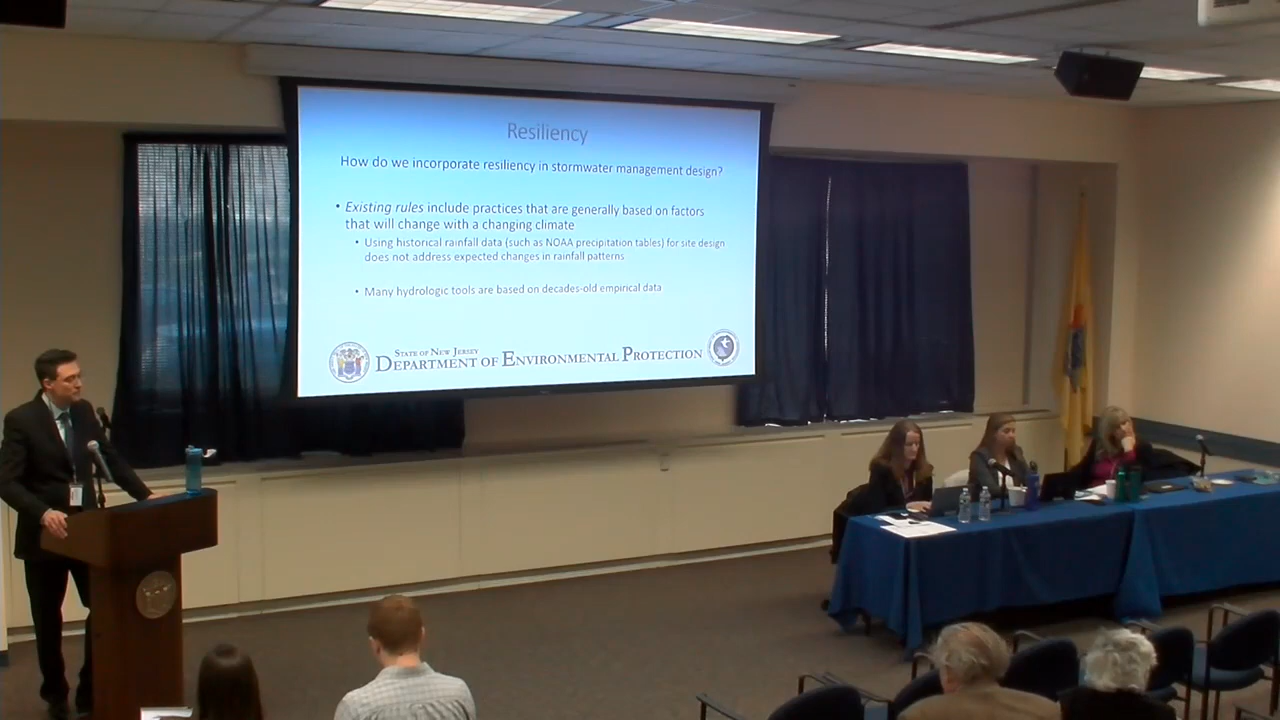 Resiliency
How do we incorporate resiliency in stormwater management design?
• Existing rules include practices that are generally based on factors
that will change with a changing climate
• Using historical rainfall data (such as NOAA precipitation tables) for site design
does not address expected changes in rainfall patterns
• Many hydrologic tools are based on decades-old empirical data
State of New Jersey
Department of Environmental Protection